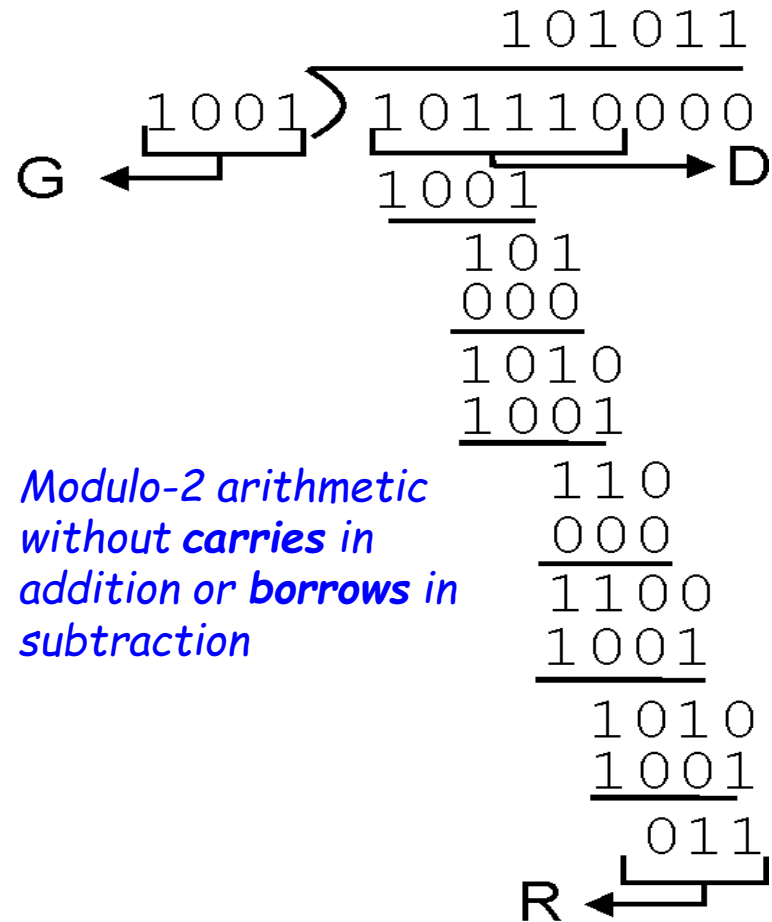 101011
1001 101110000
G D
1001
101
000
1010
1001
110
000
1100
1001
1010
1001
011
R
Modulo-2 arithmetic
without carries in
addition or borrows in
subtraction